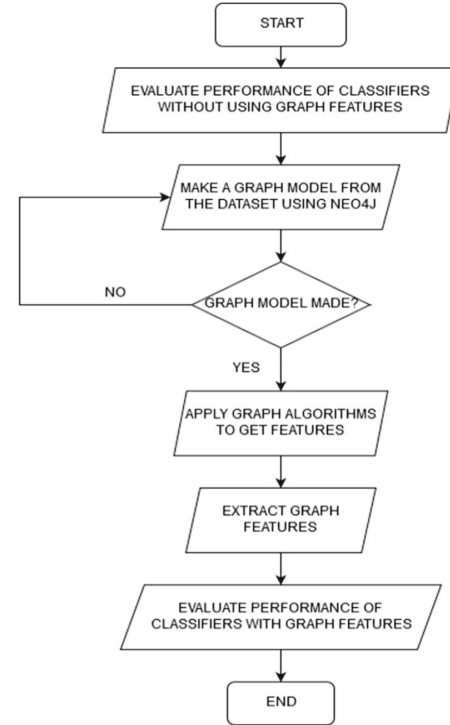 START
EVALUATE PERFORMANCE OF CLASSIFIERS
WITHOUT USING GRAPH FEATURES
MAKE A GRAPH MODEL FROM
THE DATASET USING NEO4J
GRAPH MODEL MADE?
NO
YES
APPLY GRAPH ALGORITHMS
TO GET FEATURES
EXTRACT GRAPH
FEATURES
EVALUATE PERFORMANCE OF
CLASSIFIERS WITH GRAPH FEATURES
END